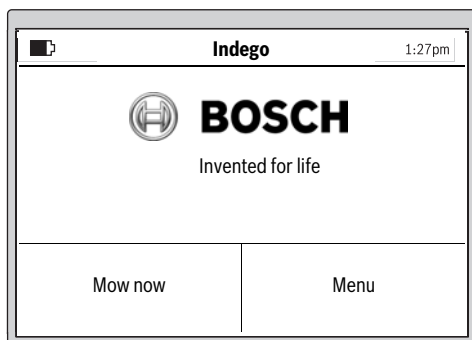 Indego
1:27pm
BOSCH
Invented for life
Mow now
Menu